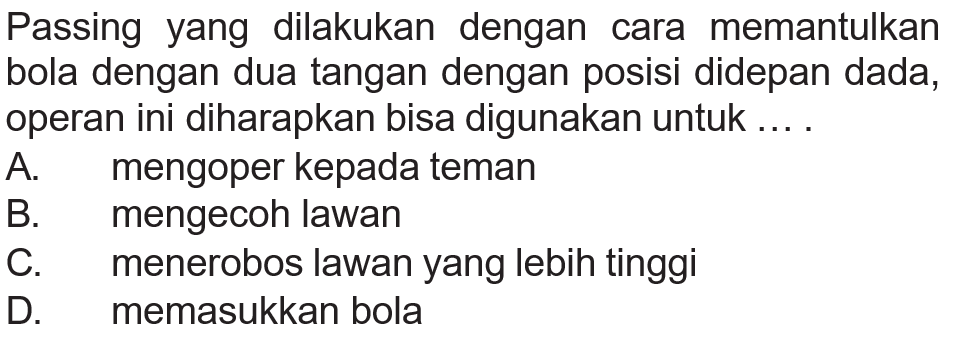 Passing yang dilakukan dengan cara memantulkan
bola dengan dua tangan dengan posisi didepan dada,
operan ini diharapkan bisa digunakan untuk ... .
A. mengoper kepada teman
B. mengecoh lawan
C. menerobos lawan yang lebih tinggi
D. memasukkan bola